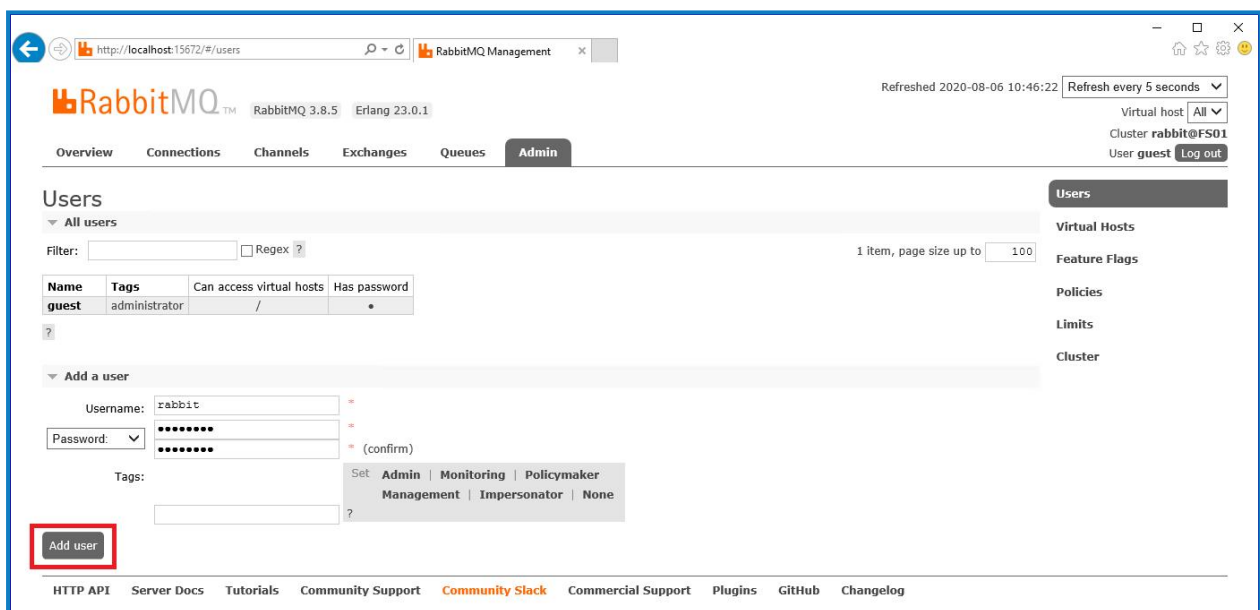 http://localhost:15672/#/users
RabbitMQ Management
RabbitMQ TM
RabbitMQ 3.8.5
Erlang 23.0.1
Refreshed 2020-08-06 10:46:22 Refresh every 5 seconds
Virtual host All
Cluster rabbit@FS01
User guest Log out
Overview Connections Channels Exchanges Queues Admin
Users
All users
Filter: Regex ?
1 item, page size up to 100
Name Tags Can access virtual hosts Has password
guest administrator / •
?
Add a user
Username: rabbit *
Password: •••••••• *
•••••••• * (confirm)
Tags:
Set Admin | Monitoring | Policymaker
Management | Impersonator | None
?
Add user
Users
Virtual Hosts
Feature Flags
Policies
Limits
Cluster
HTTP API Server Docs Tutorials Community Support Community Slack Commercial Support Plugins GitHub Changelog